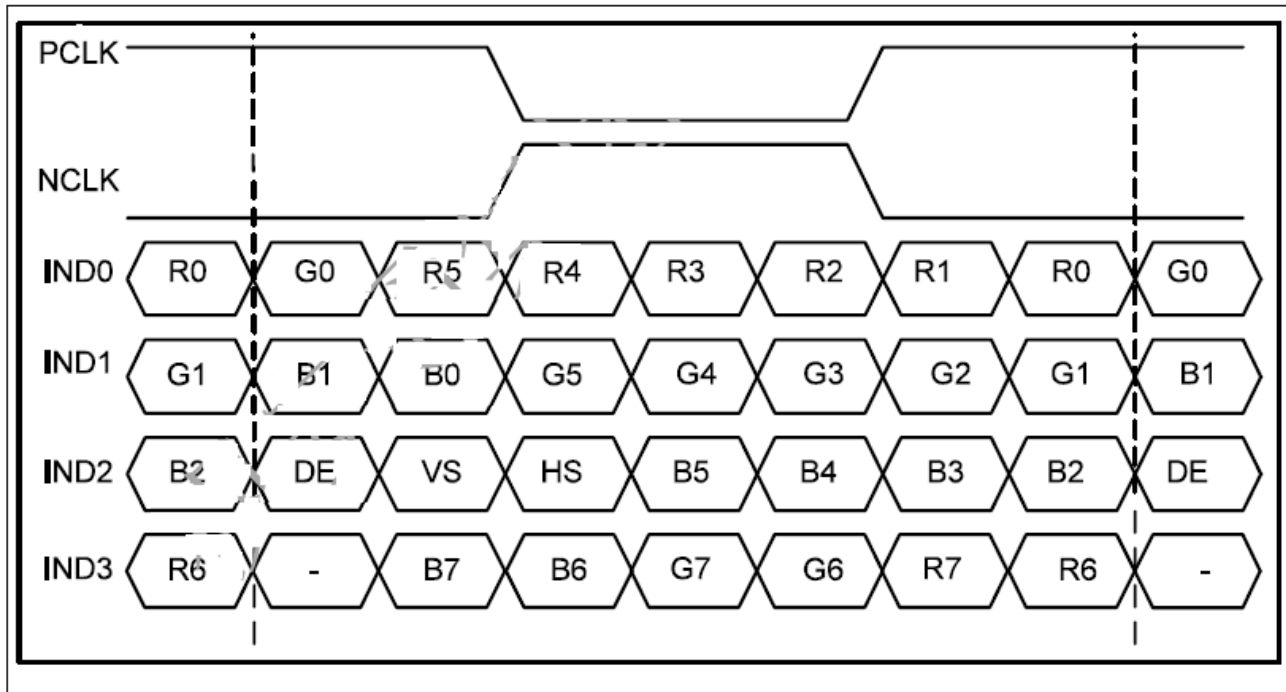 PCLK
NCLK
IND0 R0 G0 R5 R4 R3 R2 R1 R0 G0
IND1 G1 B1 B0 G5 G4 G3 G2 G1 B1
IND2 B2 DE VS HS B5 B4 B3 B2 DE
IND3 R6 - B7 B6 G7 G6 R7 R6 -